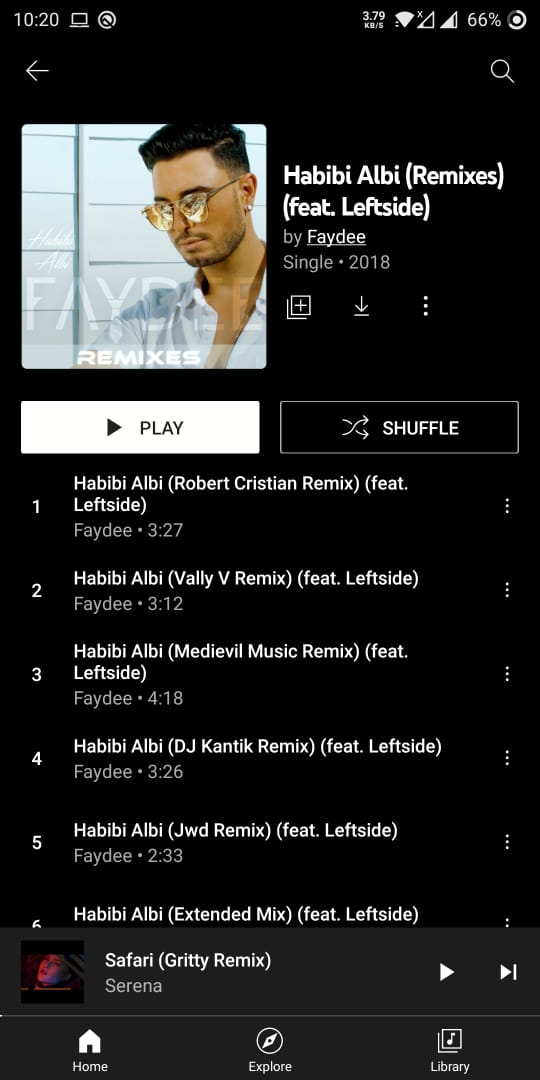 10:20
3.79
KB/S
X
66%
Habibi Albi (Remixes)
(feat. Leftside)
by Faydee
Single • 2018
Habibi
Albi
FAYDEE
REMIXES
PLAY
SHUFFLE
1
Habibi Albi (Robert Cristian Remix) (feat.
Leftside)
Faydee • 3:27
2
Habibi Albi (Vally V Remix) (feat. Leftside)
Faydee • 3:12
3
Habibi Albi (Medievil Music Remix) (feat.
Leftside)
Faydee • 4:18
4
Habibi Albi (DJ Kantik Remix) (feat. Leftside)
Faydee • 3:26
5
Habibi Albi (Jwd Remix) (feat. Leftside)
Faydee • 2:33
6
Habibi Albi (Extended Mix) (feat. Leftside)
Safari (Gritty Remix)
Serena
Home
Explore
Library